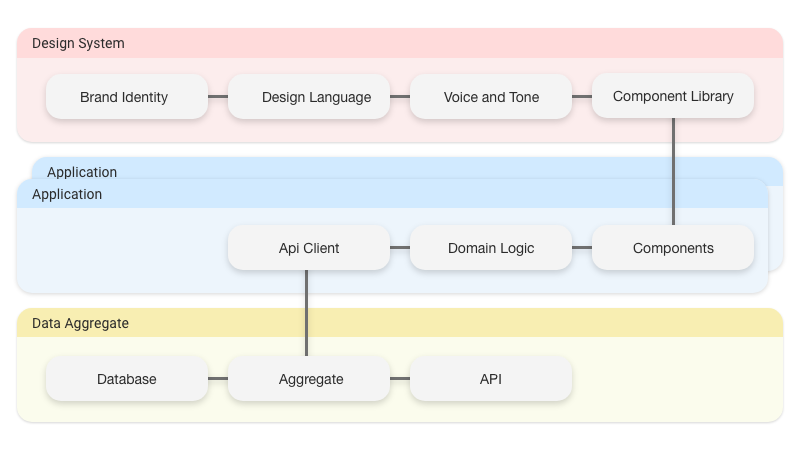 Design System
Brand Identity
Design Language
Voice and Tone
Component Library
Application
Application
Api Client
Domain Logic
Components
Data Aggregate
Database
Aggregate
API